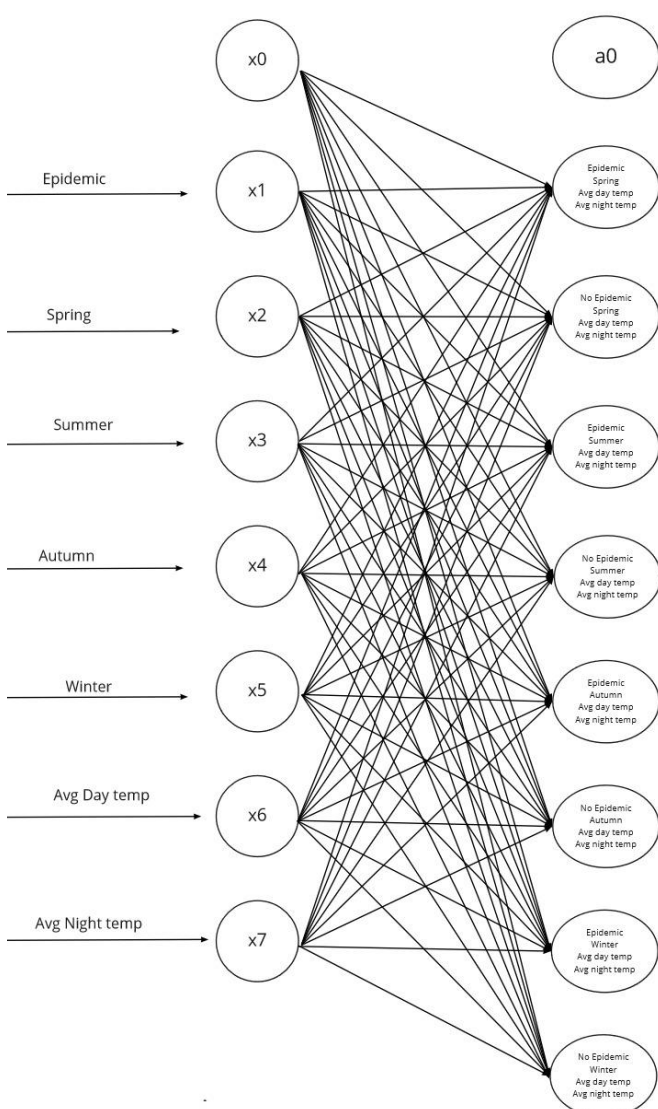 x0
a0
Epidemic
x1
Epidemic
Spring
Avg day temp
Avg night temp
Spring
x2
No Epidemic
Spring
Avg day temp
Avg night temp
Summer
x3
Epidemic
Summer
Avg day temp
Avg night temp
Autumn
x4
No Epidemic
Summer
Avg day temp
Avg night temp
Winter
x5
Epidemic
Autumn
Avg day temp
Avg night temp
Avg Day temp
x6
No Epidemic
Autumn
Avg day temp
Avg night temp
Avg Night temp
x7
Epidemic
Winter
Avg day temp
Avg night temp
No Epidemic
Winter
Avg day temp
Avg night temp